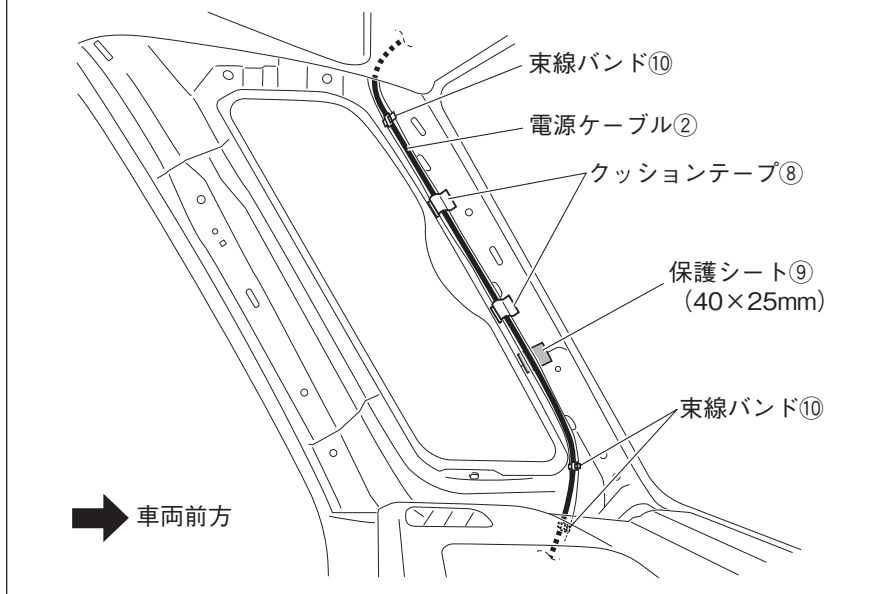 束線バンド⑩
電源ケーブル②
クッションテープ⑧
保護シート⑨
（40×25mm）
束線バンド⑩
車両前方